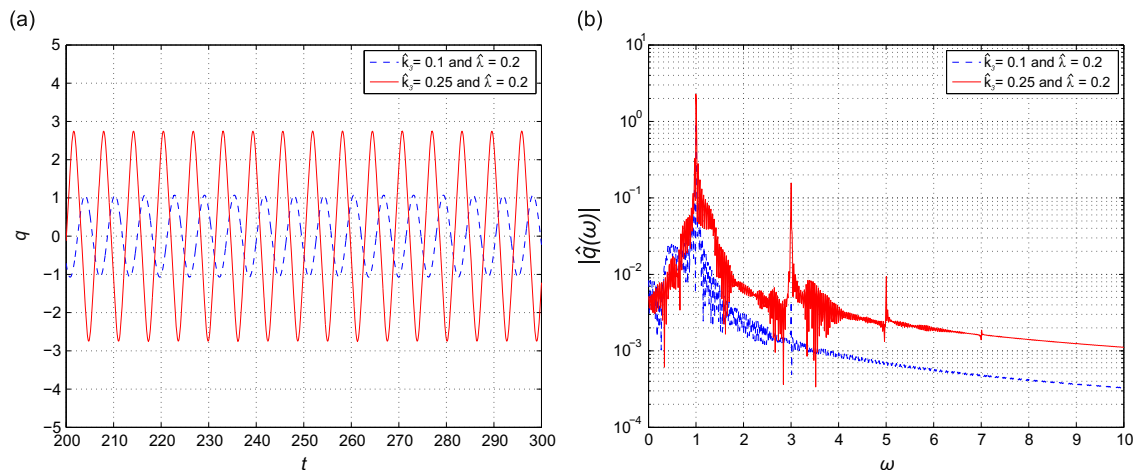 (a)
5
4
3
2
1
0
−1
−2
−3
−4
−5
q
200 210 220 230 240 250 260 270 280 290 300
t
k̂₃= 0.1 and λ̂ = 0.2
k̂₃= 0.25 and λ̂ = 0.2
(b)
10¹
10⁰
10⁻¹
10⁻²
10⁻³
10⁻⁴
|q̂(ω)|
0 1 2 3 4 5 6 7 8 9 10
ω
k̂₃= 0.1 and λ̂ = 0.2
k̂₃= 0.25 and λ̂ = 0.2